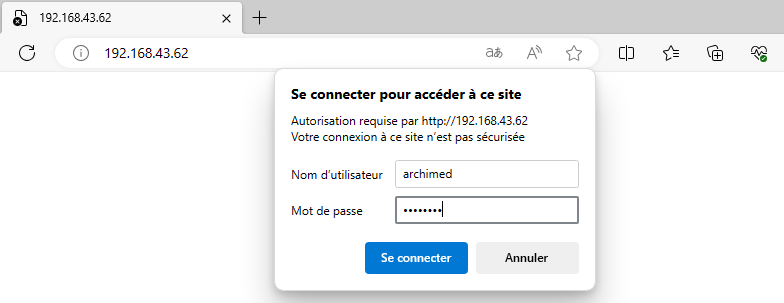 192.168.43.62
192.168.43.62
aあ
A
Se connecter pour accéder à ce site
Autorisation requise par http://192.168.43.62
Votre connexion à ce site n’est pas sécurisée
Nom d’utilisateur archimed
Mot de passe ••••••••
Se connecter Annuler